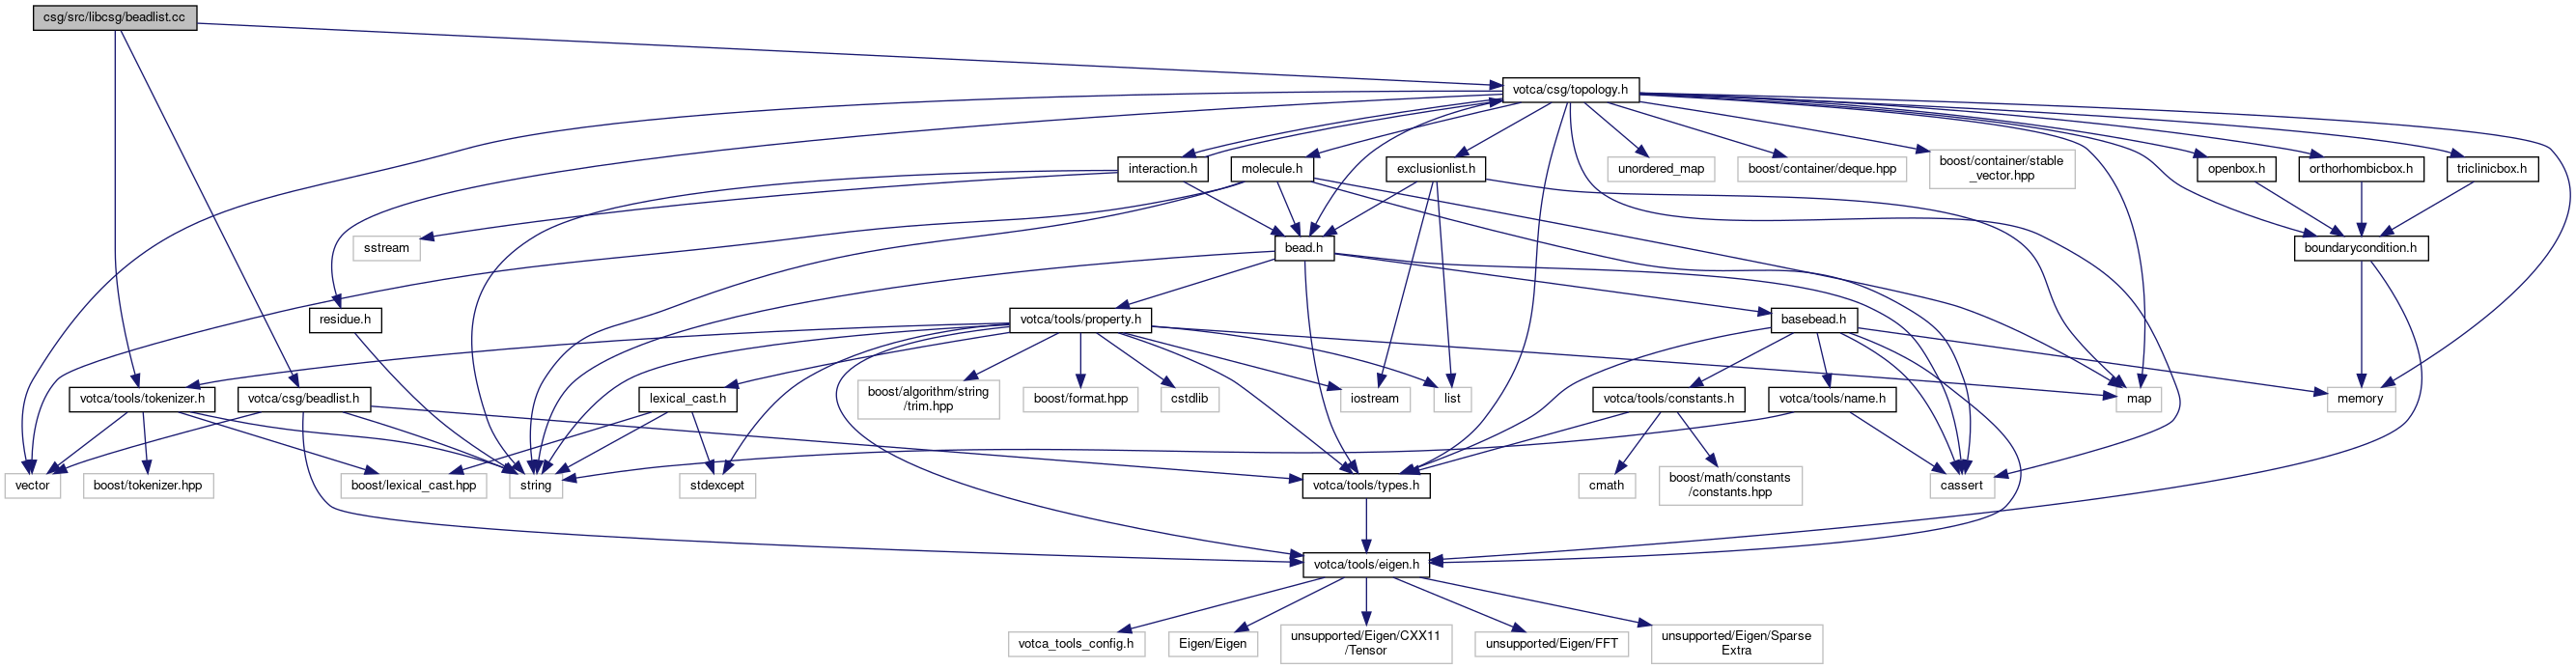 csg/src/libcsg/beadlist.cc
votca/csg/topology.h
interaction.h
molecule.h
exclusionlist.h
unordered_map
boost/container/deque.hpp
boost/container/stable
_vector.hpp
openbox.h
orthorhombicbox.h
triclinicbox.h
sstream
bead.h
boundarycondition.h
residue.h
votca/tools/property.h
basebead.h
votca/tools/tokenizer.h
votca/csg/beadlist.h
lexical_cast.h
boost/algorithm/string
/trim.hpp
boost/format.hpp
cstdlib
iostream
list
votca/tools/constants.h
votca/tools/name.h
map
memory
vector
boost/tokenizer.hpp
boost/lexical_cast.hpp
string
stdexcept
votca/tools/types.h
cmath
boost/math/constants
/constants.hpp
cassert
votca/tools/eigen.h
votca_tools_config.h
Eigen/Eigen
unsupported/Eigen/CXX11
/Tensor
unsupported/Eigen/FFT
unsupported/Eigen/Sparse
Extra